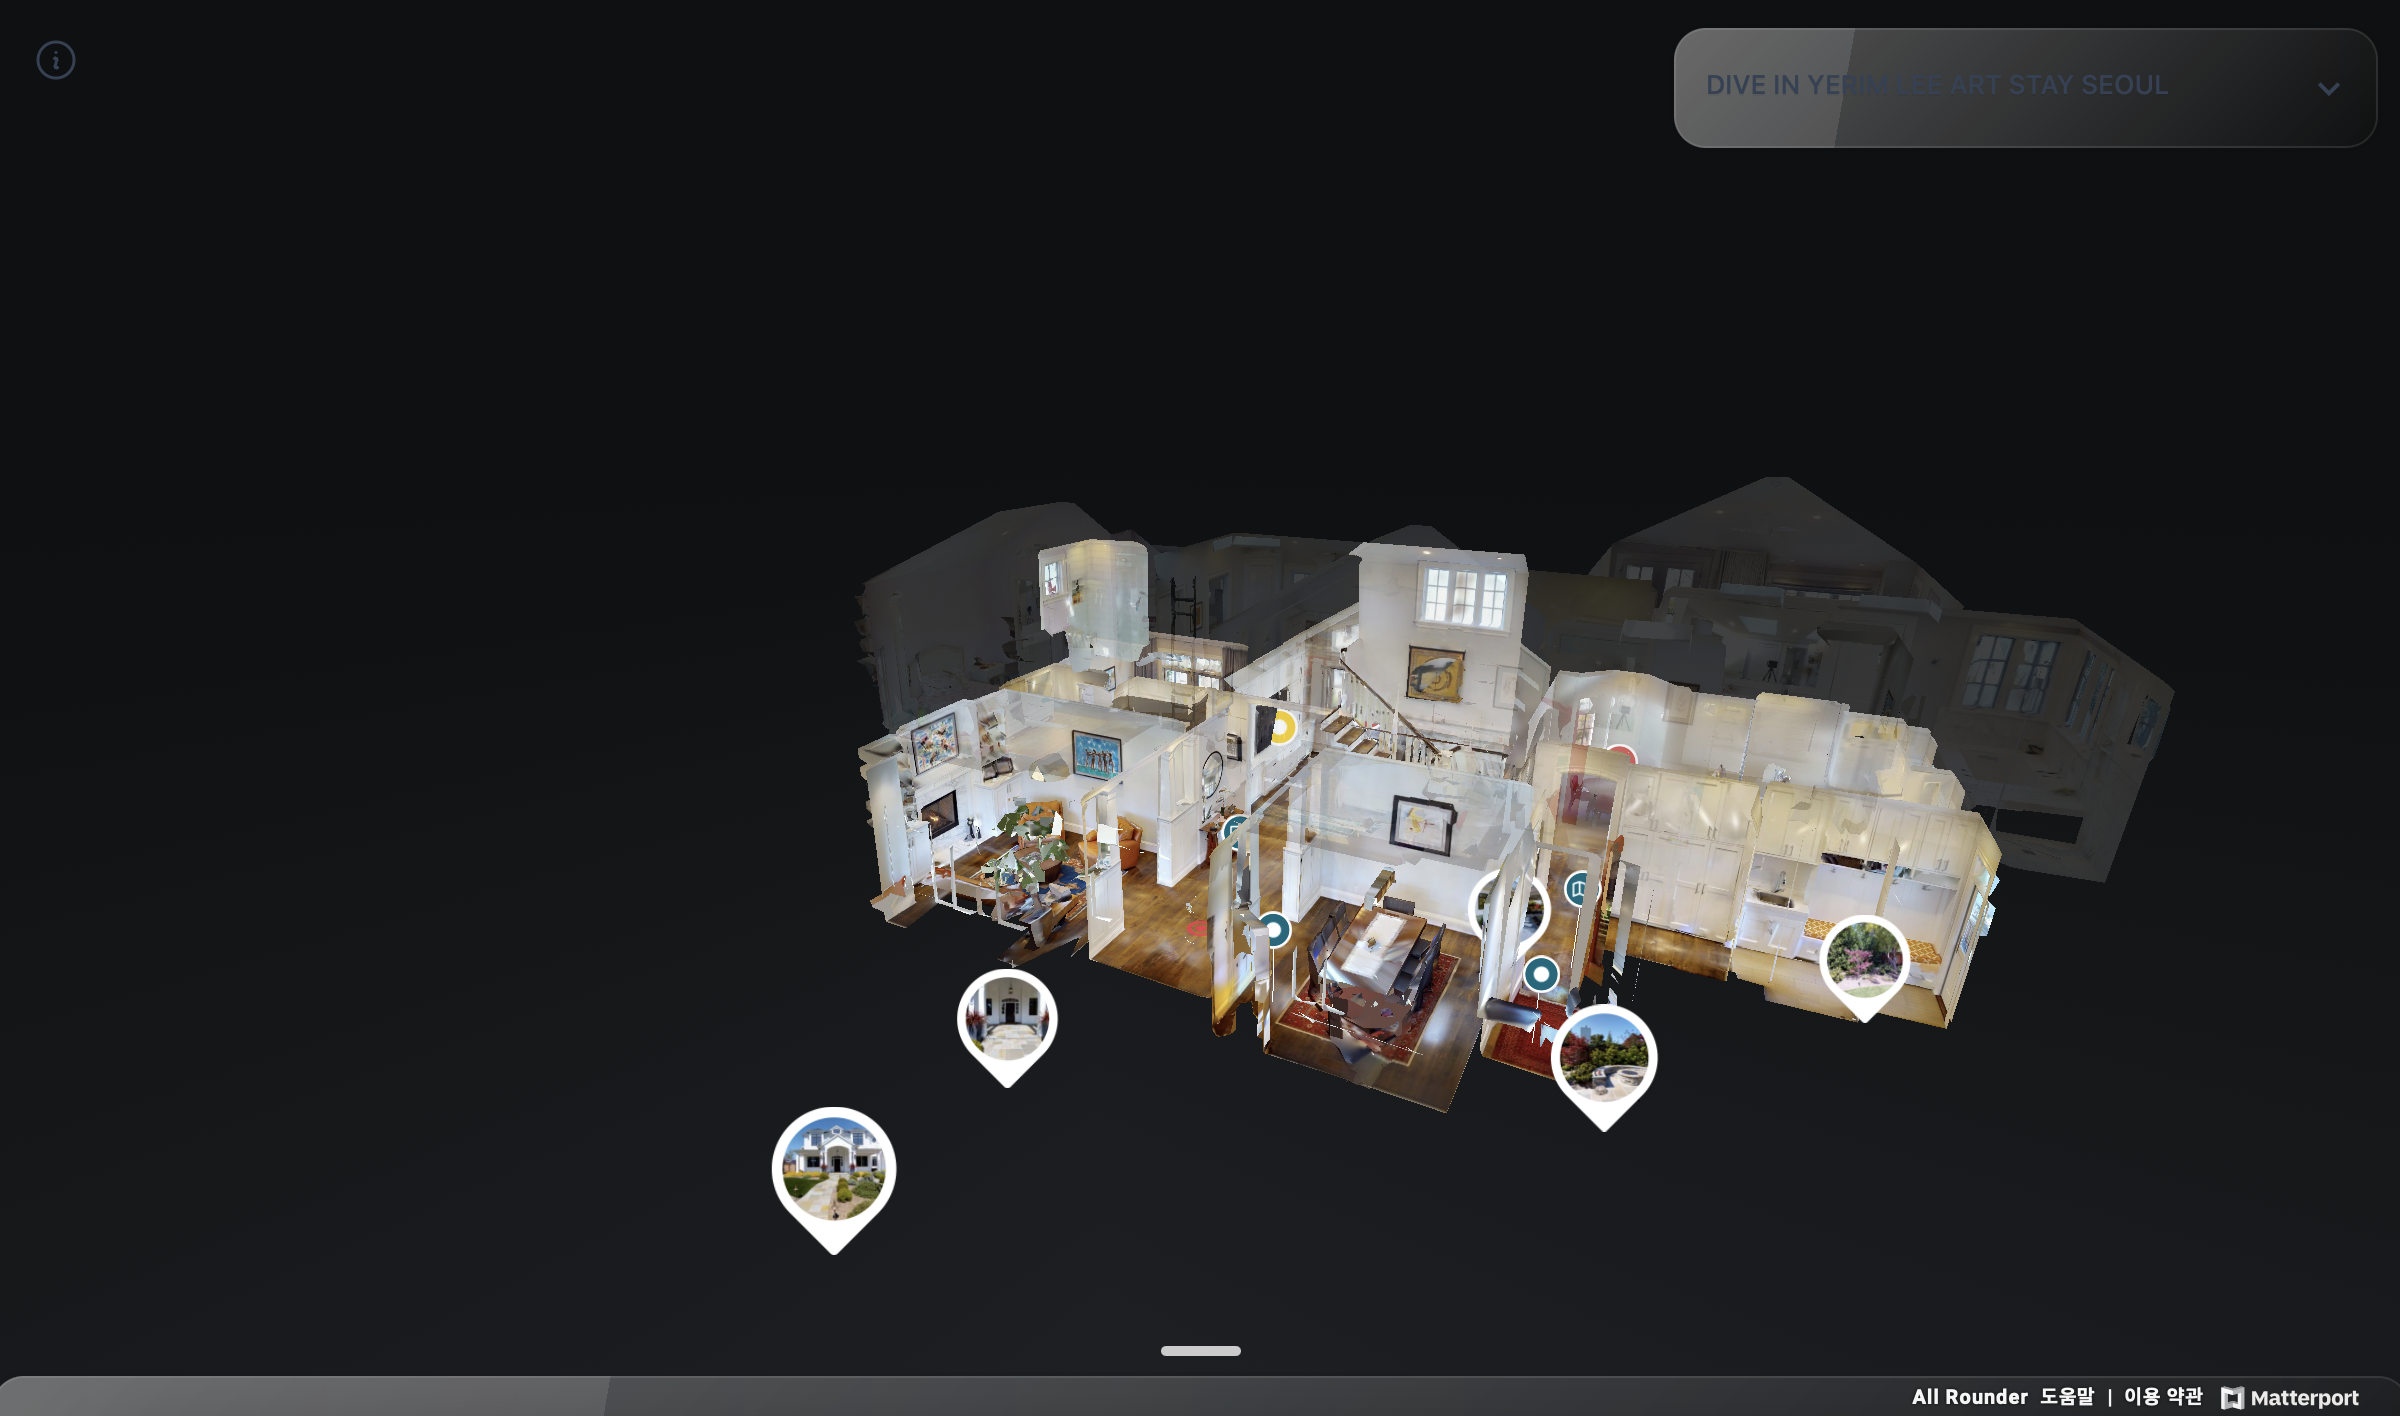 DIVE IN YERIM LEE ART STAY SEOUL
All Rounder 도움말 | 이용 약관 Matterport